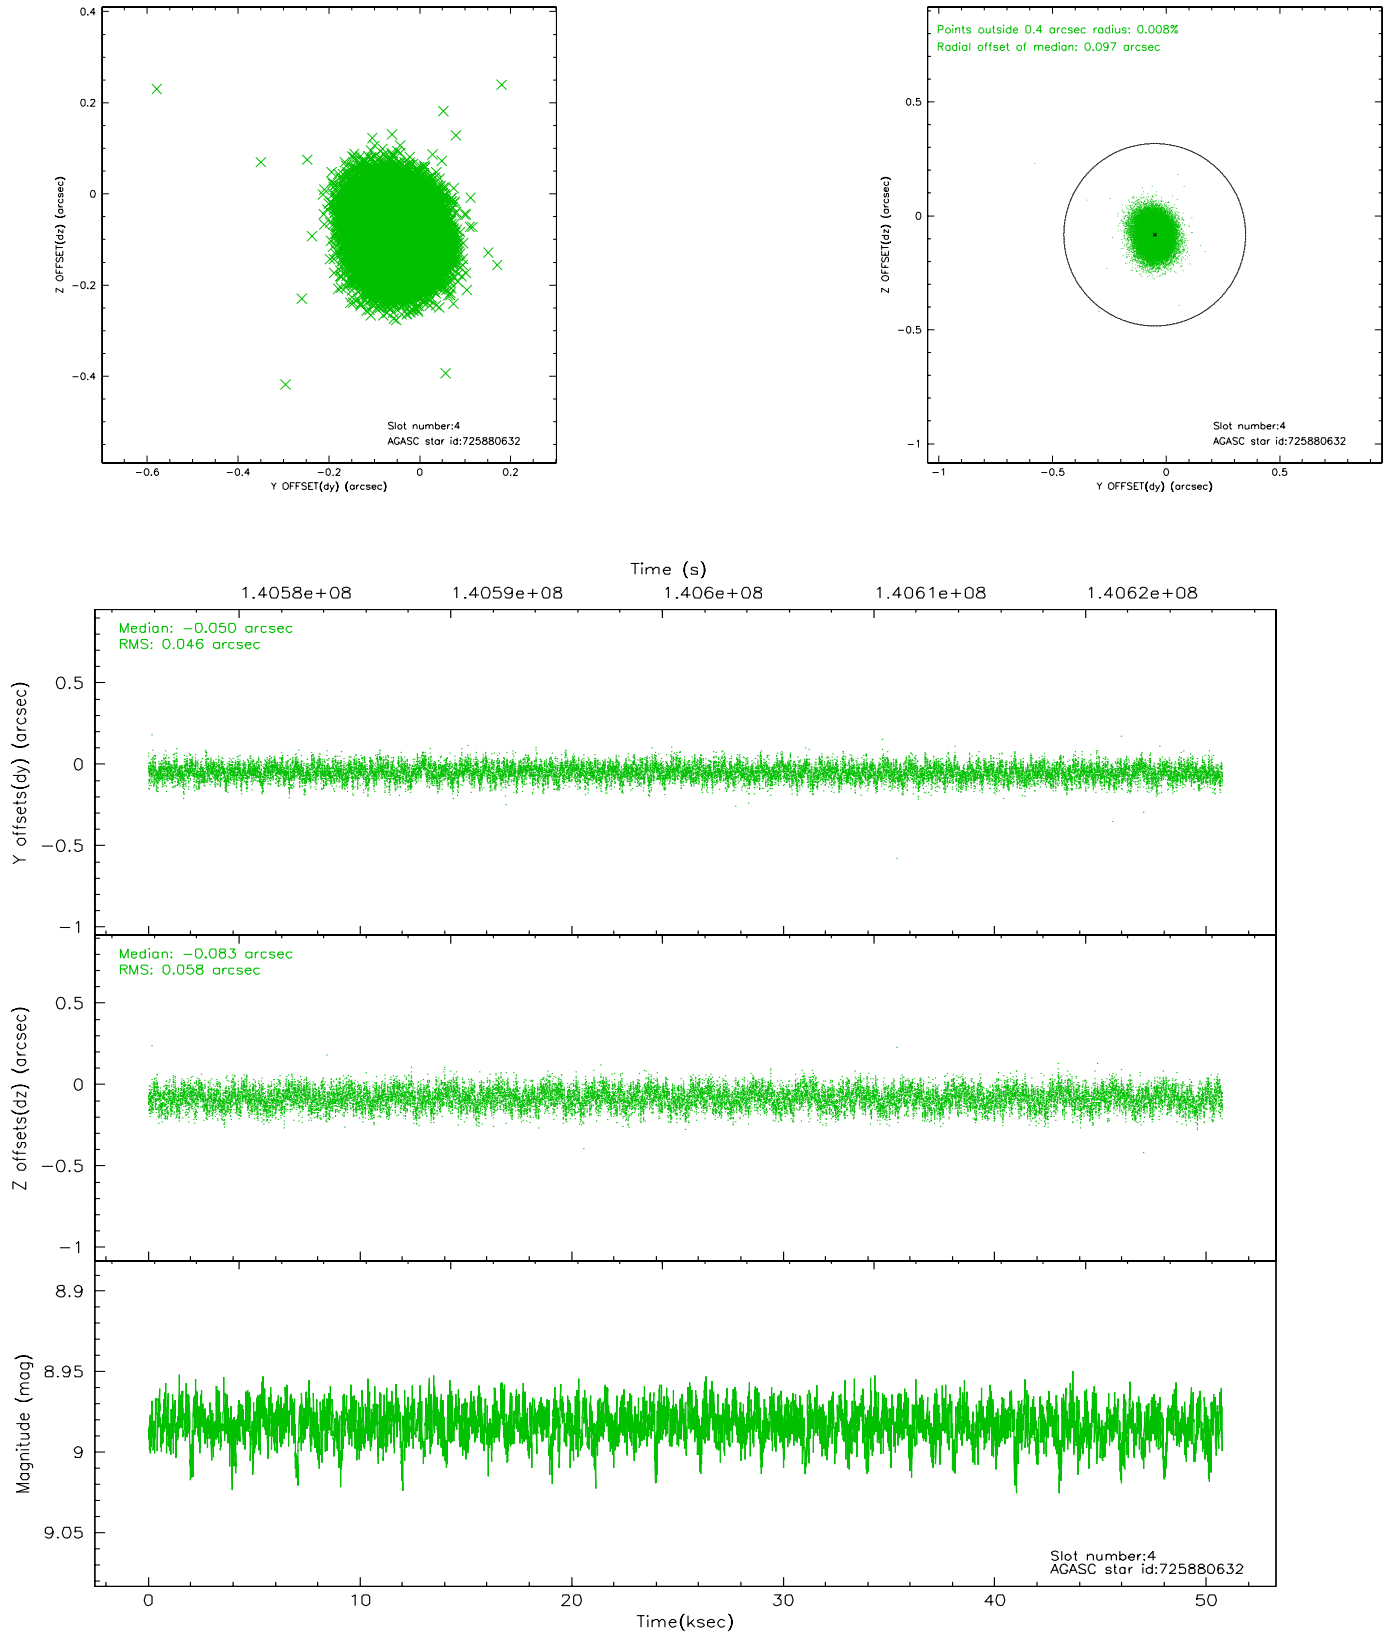 0.4
0.2
0
−0.2
−0.4
Z OFFSET(dz) (arcsec)
Slot number:4
AGASC star id:725880632
−0.6
−0.4
−0.2
0
0.2
Y OFFSET(dy) (arcsec)
Points outside 0.4 arcsec radius: 0.008%
Radial offset of median: 0.097 arcsec
0.5
0
−0.5
−1
Z OFFSET(dz) (arcsec)
Slot number:4
AGASC star id:725880632
−1
−0.5
0
0.5
Y OFFSET(dy) (arcsec)
Time (s)
1.4058e+08
1.4059e+08
1.406e+08
1.4061e+08
1.4062e+08
Median: −0.050 arcsec
RMS: 0.046 arcsec
0.5
0
−0.5
−1
Y offsets(dy) (arcsec)
Median: −0.083 arcsec
RMS: 0.058 arcsec
0.5
0
−0.5
−1
Z offsets(dz) (arcsec)
8.9
8.95
9
9.05
Magnitude (mag)
Slot number:4
AGASC star id:725880632
0
10
20
30
40
50
Time(ksec)